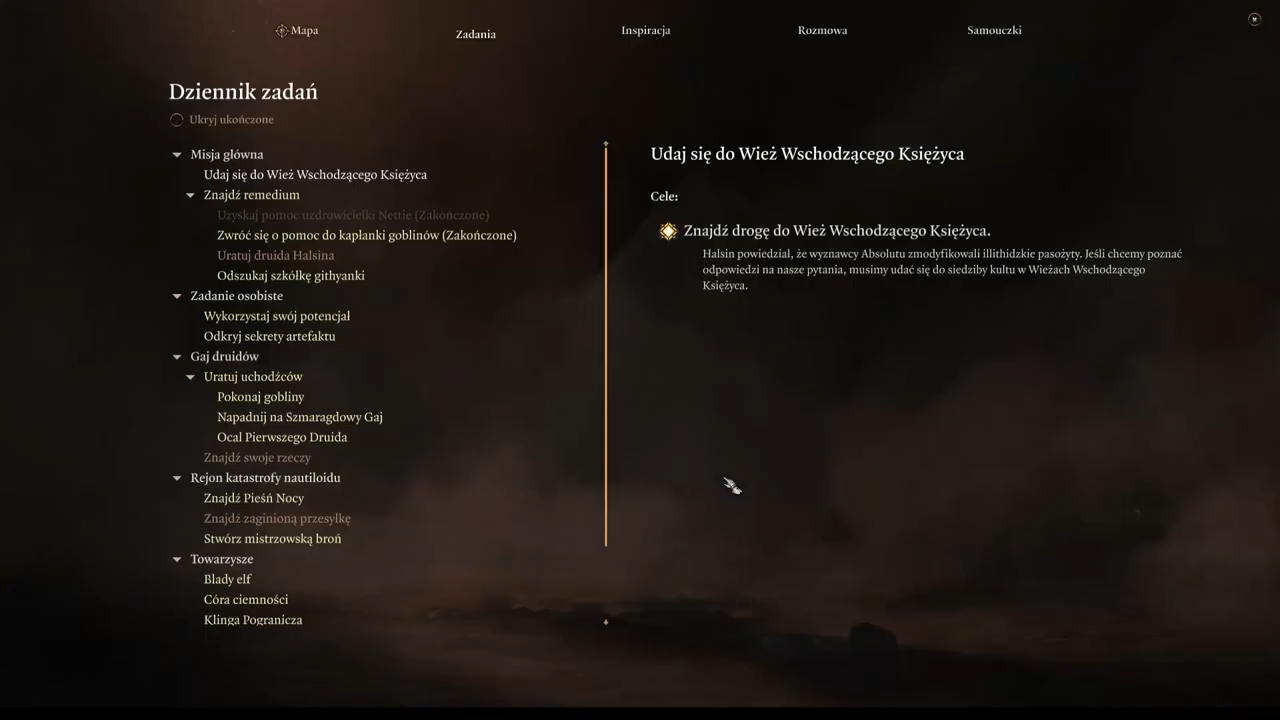 Mapa
Zadania
Inspiracja
Rozmowa
Samouczki
Dziennik zadań
Ukryj ukończone
Misja główna
Udaj się do Wież Wschodzącego Księżyca
Znajdź remedium
Uzyskaj pomoc uzdrowicielki Nettie (Zakończone)
Zwróć się o pomoc do kapłanki goblinów (Zakończone)
Uratuj druida Halsina
Odszukaj szkółkę githyanki
Zadanie osobiste
Wykorzystaj swój potencjał
Odkryj sekrety artefaktu
Gaj druidów
Uratuj uchodźców
Pokonaj gobliny
Napadnij na Szmaragdowy Gaj
Ocal Pierwszego Druida
Znajdź swoje rzeczy
Rejon katastrofy nautiloidu
Znajdź Pieśń Nocy
Znajdź zaginioną przesyłkę
Stwórz mistrzowską broń
Towarzysze
Blady elf
Córa ciemności
Klinga Pogranicza
Udaj się do Wież Wschodzącego Księżyca
Cele:
Znajdź drogę do Wież Wschodzącego Księżyca.
Halsin powiedział, że wyznawcy Absolutu zmodyfikowali illithidzkie pasożyty. Jeśli chcemy poznać
odpowiedzi na nasze pytania, musimy udać się do siedziby kultu w Wieżach Wschodzącego
Księżyca.